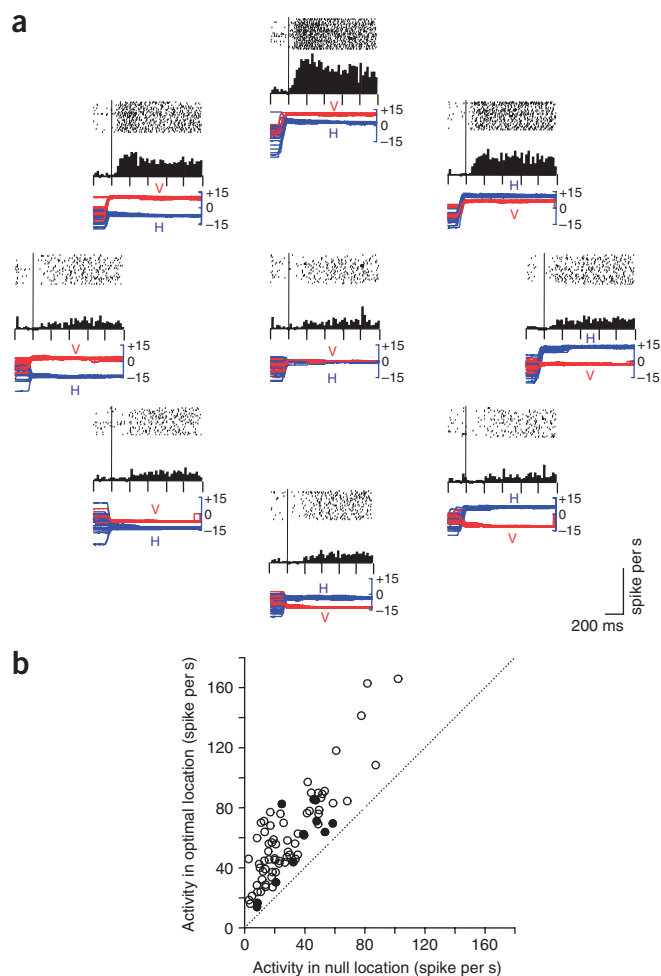 a
V
+15
0
H
-15
V
+15
0
H
-15
H
+15
0
V
-15
V
+15
0
H
-15
V
+15
0
H
-15
H
+15
0
V
-15
V
+15
0
H
-15
H
+15
0
V
-15
H
+15
0
V
-15
spike per s
200 ms
b
Activity in optimal location (spike per s)
160
120
80
40
0
0 40 80 120 160
Activity in null location (spike per s)